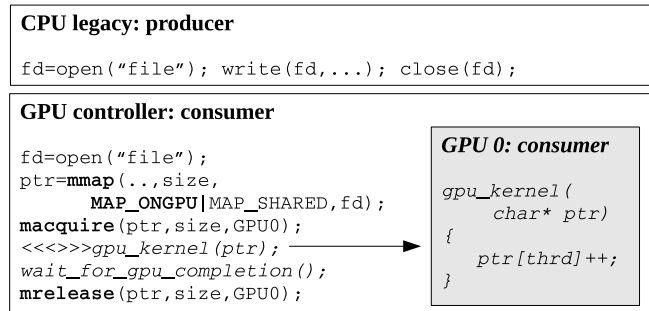 CPU legacy: producer
fd=open(“file”); write(fd,...); close(fd);
GPU controller: consumer
fd=open(“file”);
ptr=mmap(..,size,
MAP_ONGPU|MAP_SHARED,fd);
macquire(ptr,size,GPU0);
<<<>>>gpu_kernel(ptr);
wait_for_gpu_completion();
mrelease(ptr,size,GPU0);
GPU 0: consumer
gpu_kernel(
char* ptr)
{
ptr[thrd]++;
}